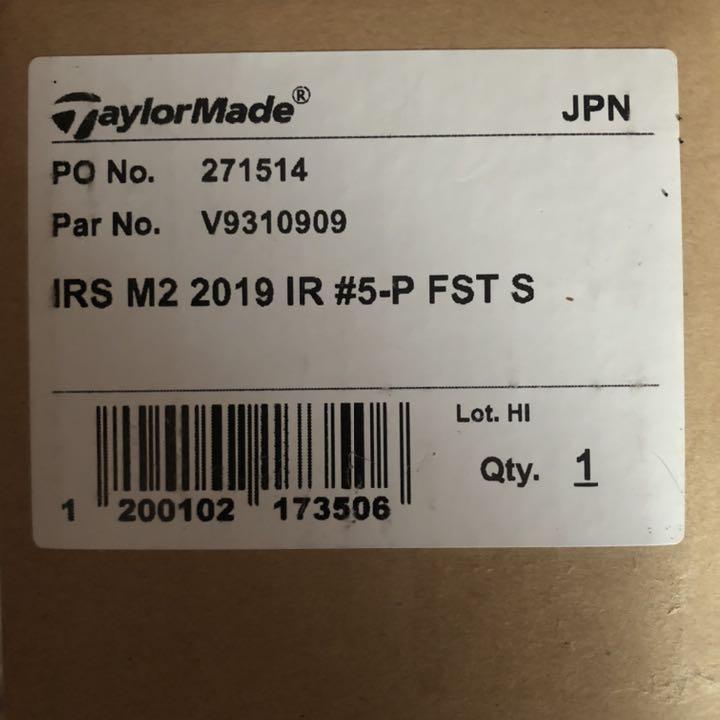 TaylorMade® JPN
PO No. 271514
Par No. V9310909
IRS M2 2019 IR #5-P FST S
Lot. HI
Qty. 1
1 200102 173506